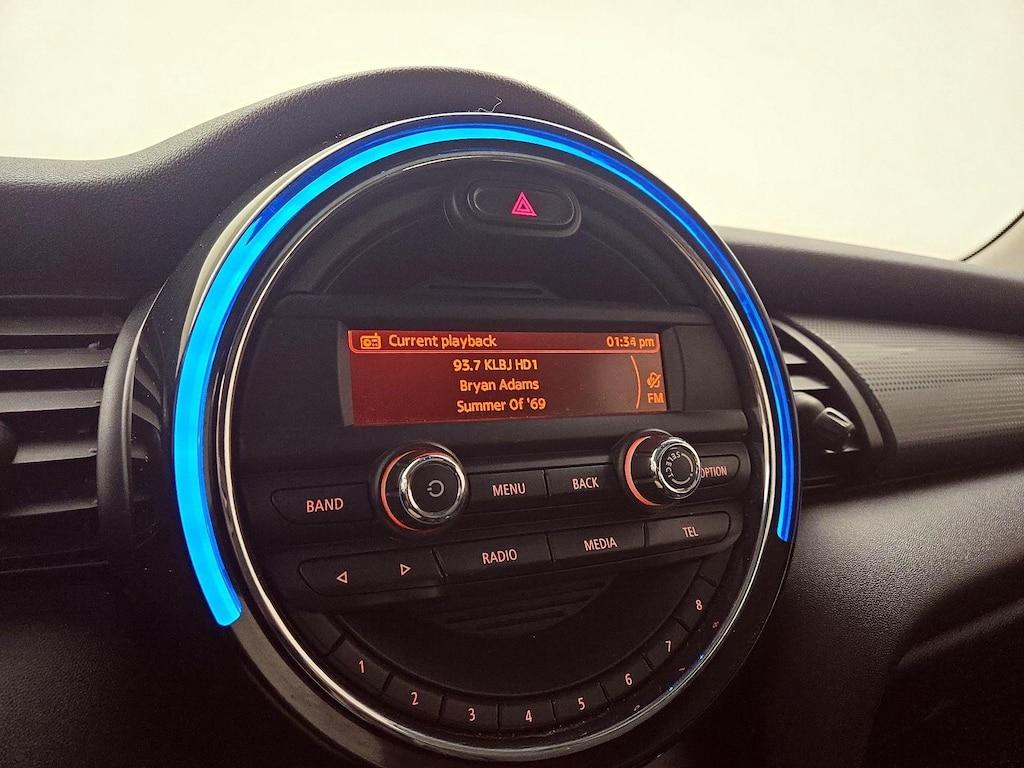 Current playback 01:34 pm
93.7 KLBJ HD1
Bryan Adams
Summer Of '69
FM
BAND
MENU
BACK
SELECT
OPTION
RADIO
MEDIA
TEL
1
2
3
4
5
6
7
8